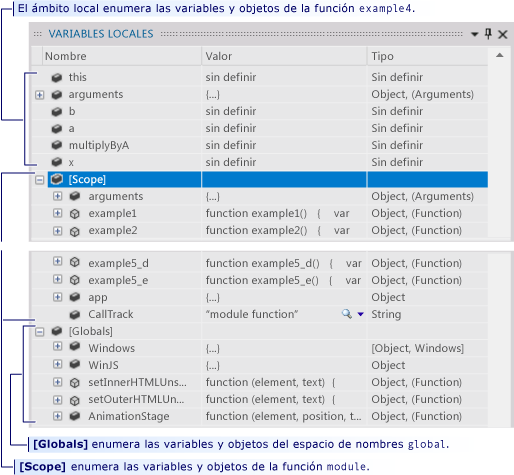 El ámbito local enumera las variables y objetos de la función example4.
VARIABLES LOCALES
Nombre Valor Tipo
this sin definir Sin definir
arguments {...} Object, (Arguments)
b sin definir Sin definir
a sin definir Sin definir
multiplyByA sin definir Sin definir
x sin definir Sin definir
[Scope]
arguments {...} Object, (Arguments)
example1 function example1() { var Object, (Function)
example2 function example2() { var Object, (Function)
example5_d function example5_d() { var Object, (Function)
example5_e function example5_e() { var Object, (Function)
app {...} Object
CallTrack "module function" String
[Globals]
Windows {...} [Object, Windows]
WinJS {...} Object
setInnerHTMLUns... function (element, text) { Object, (Function)
setOuterHTMLUns... function (element, text) { Object, (Function)
AnimationStage function (element, position, t... Object, (Function)
[Globals] enumera las variables y objetos del espacio de nombres global.
[Scope] enumera las variables y objetos de la función module.